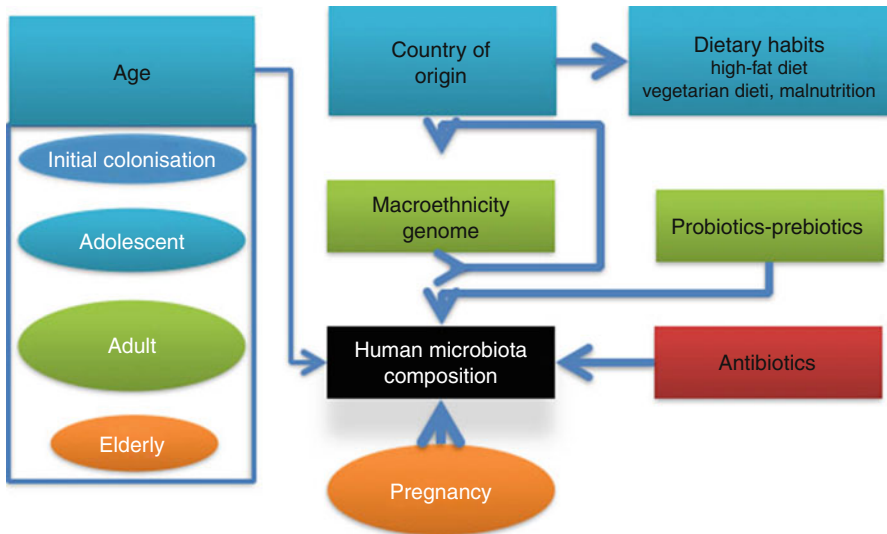 Age
Initial colonisation
Adolescent
Adult
Elderly
Country of
origin
Dietary habits
high-fat diet
vegetarian dieti, malnutrition
Macroethnicity
genome
Probiotics-prebiotics
Human microbiota
composition
Antibiotics
Pregnancy